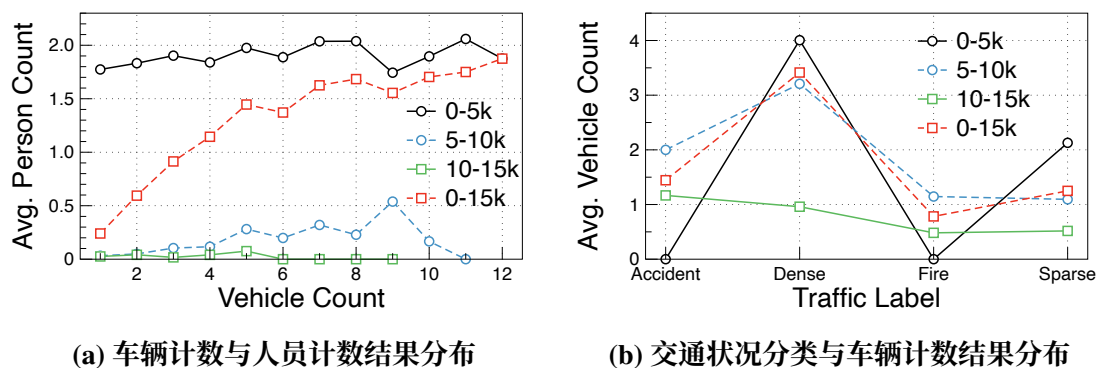 Avg. Person Count
2.0
1.5
1.0
0.5
0
2
4
6
8
10
12
Vehicle Count
0-5k
5-10k
10-15k
0-15k
(a) 车辆计数与人员计数结果分布
Avg. Vehicle Count
4
3
2
1
0
Accident
Dense
Fire
Sparse
Traffic Label
0-5k
5-10k
10-15k
0-15k
(b) 交通状况分类与车辆计数结果分布